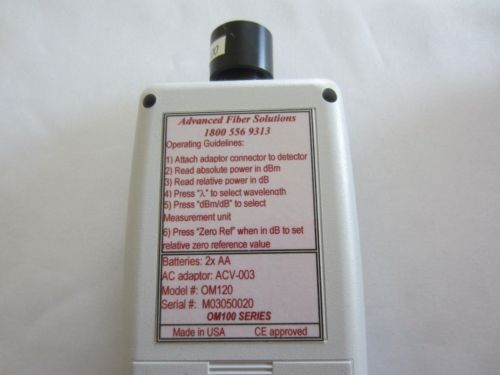 Advanced Fiber Solutions
1800 556 9313
Operating Guidelines:
1) Attach adaptor connector to detector
2) Read absolute power in dBm
3) Read relative power in dB
4) Press "λ" to select wavelength
5) Press "dBm/dB" to select
Measurement unit
6) Press "Zero Ref" when in dB to set
relative zero reference value
Batteries: 2x AA
AC adaptor: ACV-003
Model #: OM120
Serial #: M03050020
OM100 SERIES
Made in USA CE approved